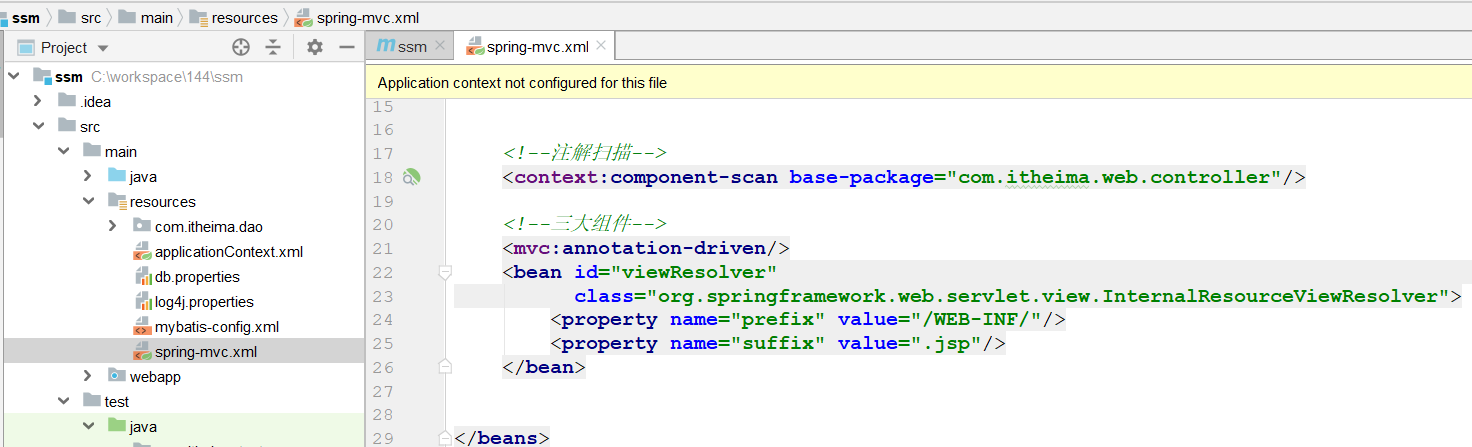 ssm src main resources spring-mvc.xml
Project
ssm spring-mvc.xml
ssm C:\workspace\144\ssm
.idea
src
main
java
resources
com.itheima.dao
applicationContext.xml
db.properties
log4j.properties
mybatis-config.xml
spring-mvc.xml
webapp
test
java
Application context not configured for this file
15
16
17 <!--注解扫描-->
18 <context:component-scan base-package="com.itheima.web.controller"/>
19
20 <!--三大组件-->
21 <mvc:annotation-driven/>
22 <bean id="viewResolver"
23 class="org.springframework.web.servlet.view.InternalResourceViewResolver">
24 <property name="prefix" value="/WEB-INF/"/>
25 <property name="suffix" value=".jsp"/>
26 </bean>
27
28
29 </beans>